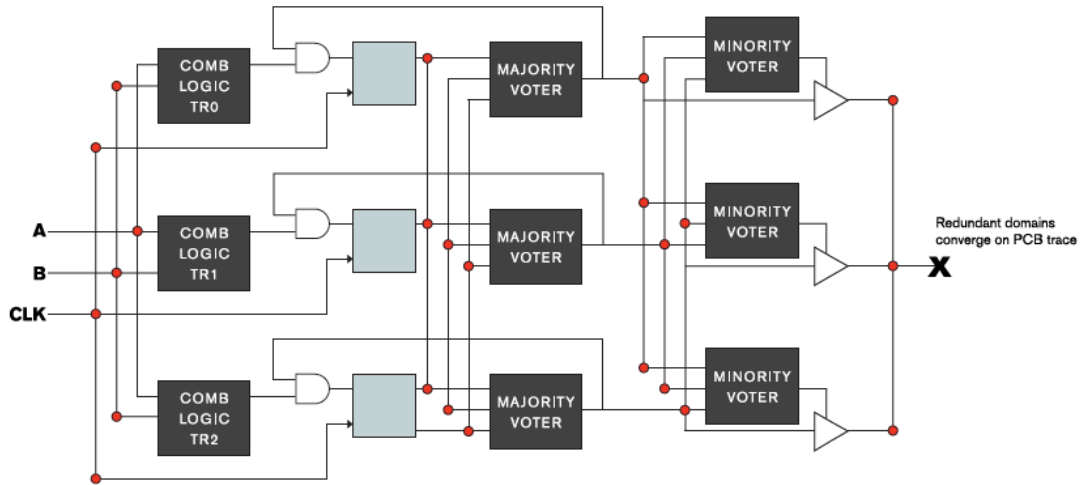 COMB
LOGIC
TR0
MAJORITY
VOTER
MINORITY
VOTER
A
B
CLK
COMB
LOGIC
TR1
MAJORITY
VOTER
MINORITY
VOTER
Redundant domains
converge on PCB trace
X
COMB
LOGIC
TR2
MAJORITY
VOTER
MINORITY
VOTER